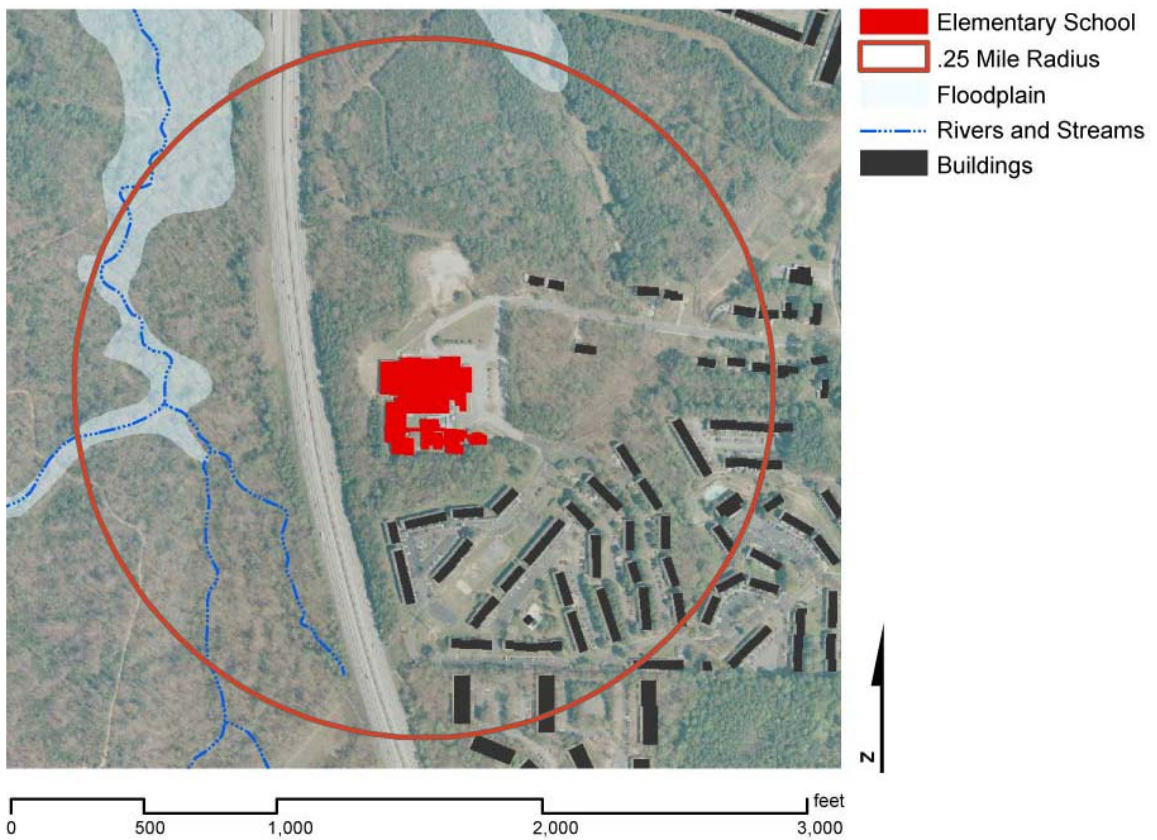 Elementary School
.25 Mile Radius
Floodplain
Rivers and Streams
Buildings
N
feet
0 500 1,000 2,000 3,000